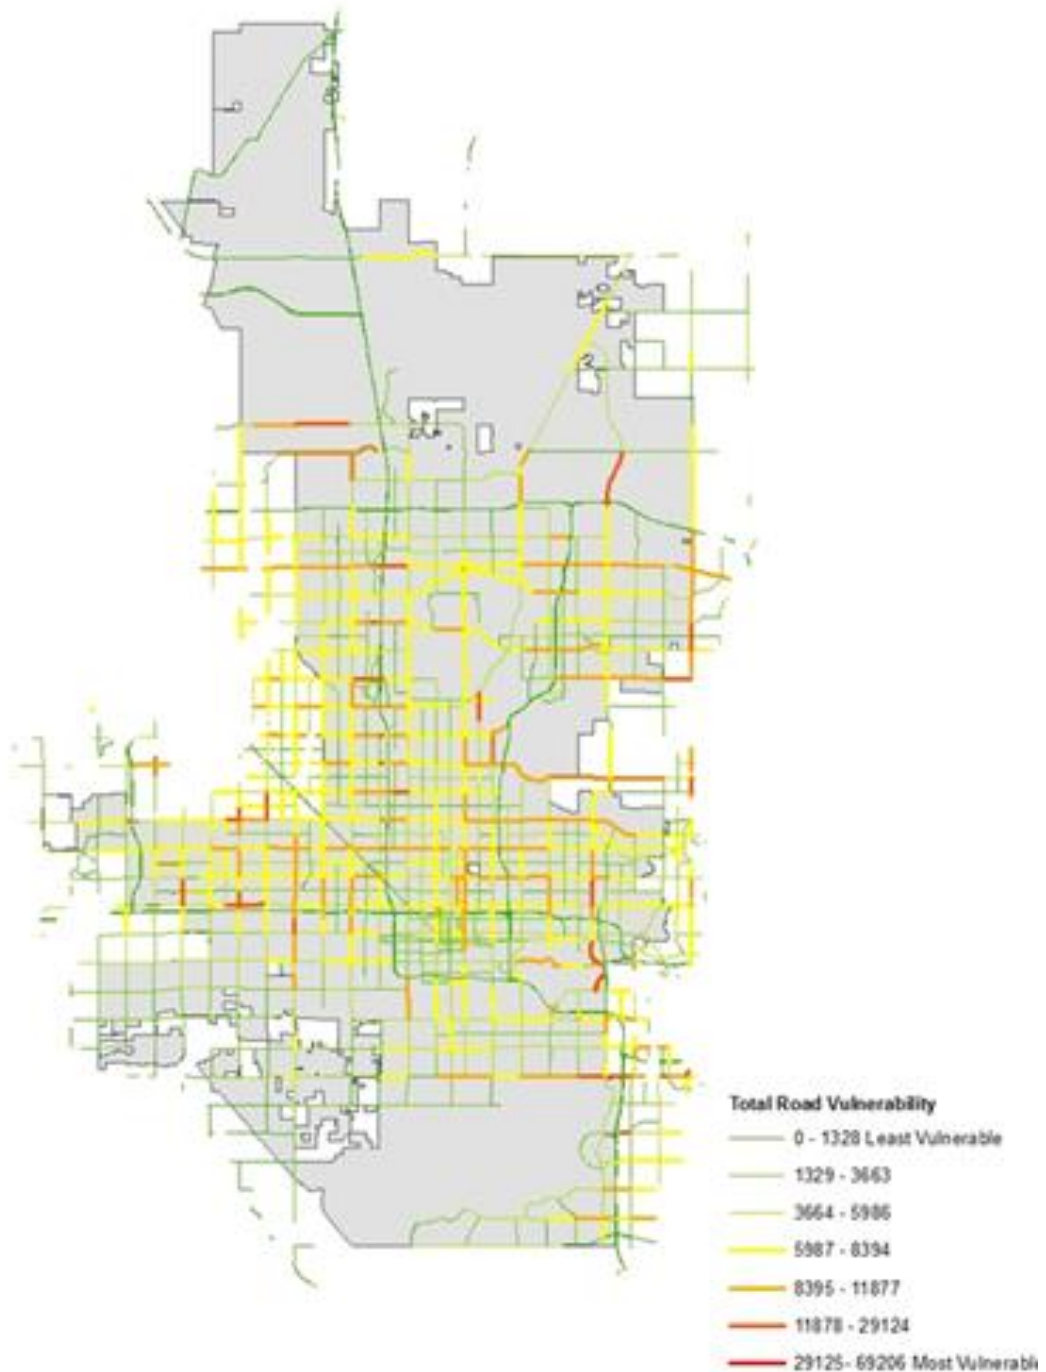 Total Road Vulnerability
0 - 1328 Least Vulnerable
1329 - 3663
3664 - 5986
5987 - 8394
8395 - 11877
11878 - 29124
29125- 69206 Most Vulnerable